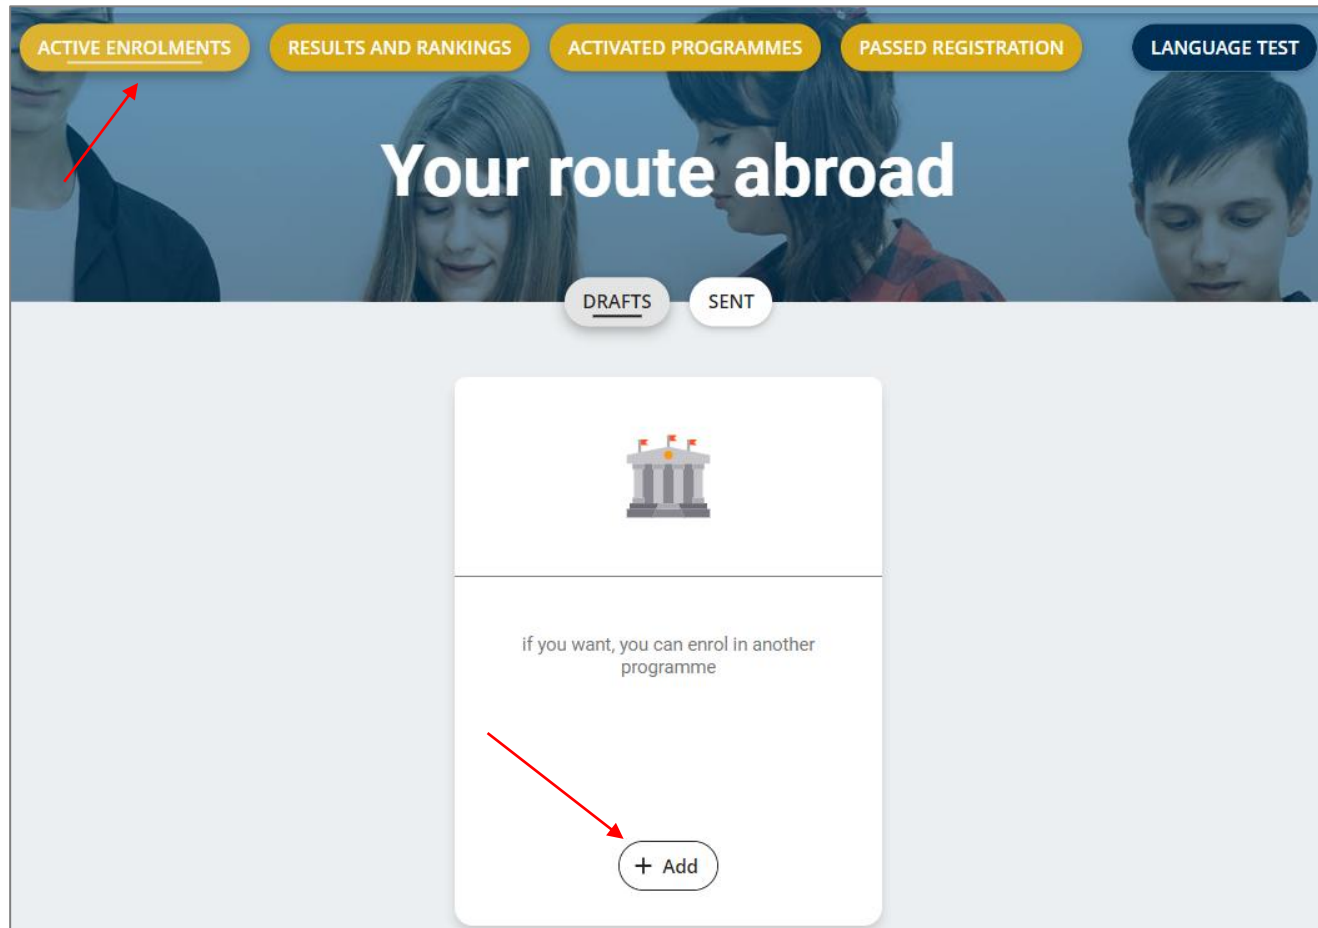 ACTIVE ENROLMENTS
RESULTS AND RANKINGS
ACTIVATED PROGRAMMES
PASSED REGISTRATION
LANGUAGE TEST
Your route abroad
DRAFTS
SENT
if you want, you can enrol in another
programme
+ Add